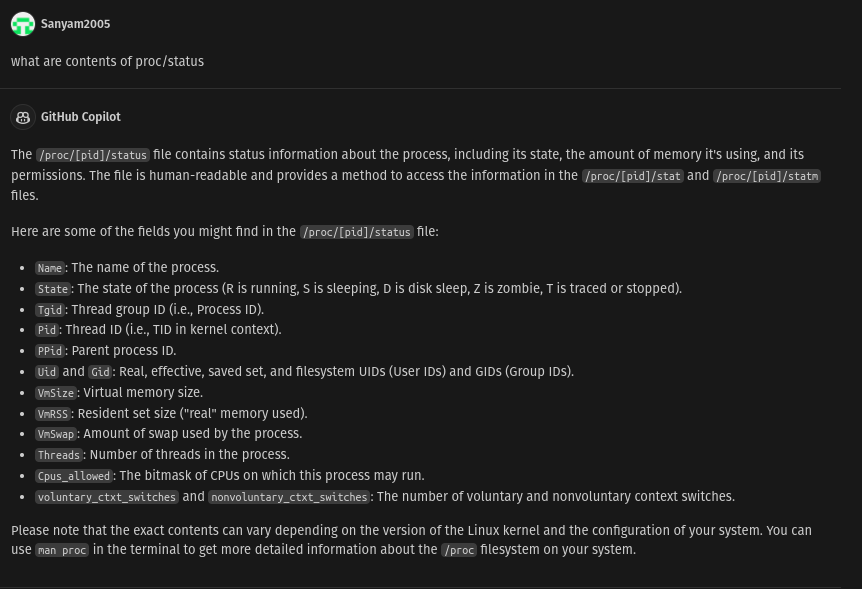 Sanyam2005
what are contents of proc/status
GitHub Copilot
The /proc/[pid]/status file contains status information about the process, including its state, the amount of memory it's using, and its
permissions. The file is human-readable and provides a method to access the information in the /proc/[pid]/stat and /proc/[pid]/statm
files.
Here are some of the fields you might find in the /proc/[pid]/status file:
• Name: The name of the process.
• State: The state of the process (R is running, S is sleeping, D is disk sleep, Z is zombie, T is traced or stopped).
• Tgid: Thread group ID (i.e., Process ID).
• Pid: Thread ID (i.e., TID in kernel context).
• PPid: Parent process ID.
• Uid and Gid: Real, effective, saved set, and filesystem UIDs (User IDs) and GIDs (Group IDs).
• VmSize: Virtual memory size.
• VmRSS: Resident set size ("real" memory used).
• VmSwap: Amount of swap used by the process.
• Threads: Number of threads in the process.
• Cpus_allowed: The bitmask of CPUs on which this process may run.
• voluntary_ctxt_switches and nonvoluntary_ctxt_switches: The number of voluntary and nonvoluntary context switches.
Please note that the exact contents can vary depending on the version of the Linux kernel and the configuration of your system. You can
use man proc in the terminal to get more detailed information about the /proc filesystem on your system.